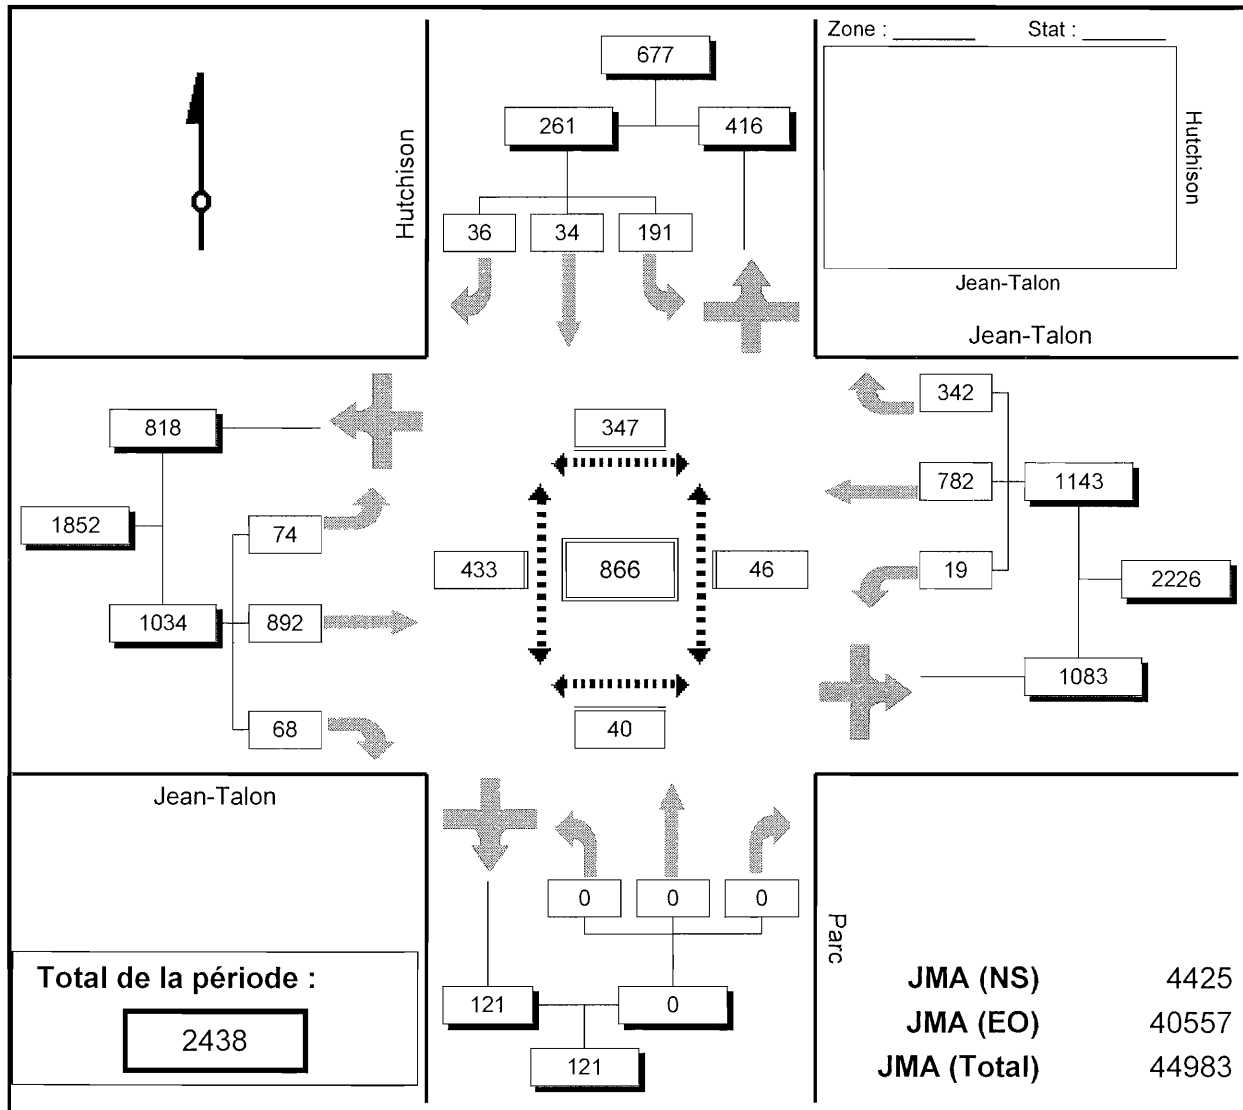 Zone : ________ Stat : ________
677
261 416
Hutchison
Hutchison
36 34 191
Jean-Talon
Jean-Talon
342
818
347
782 1143
1852
74
433 866 46
19
2226
1034 892
1083
68
40
Jean-Talon
0 0 0
Parc
Total de la période :
2438
121 0
121
JMA (NS) 4425
JMA (EO) 40557
JMA (Total) 44983